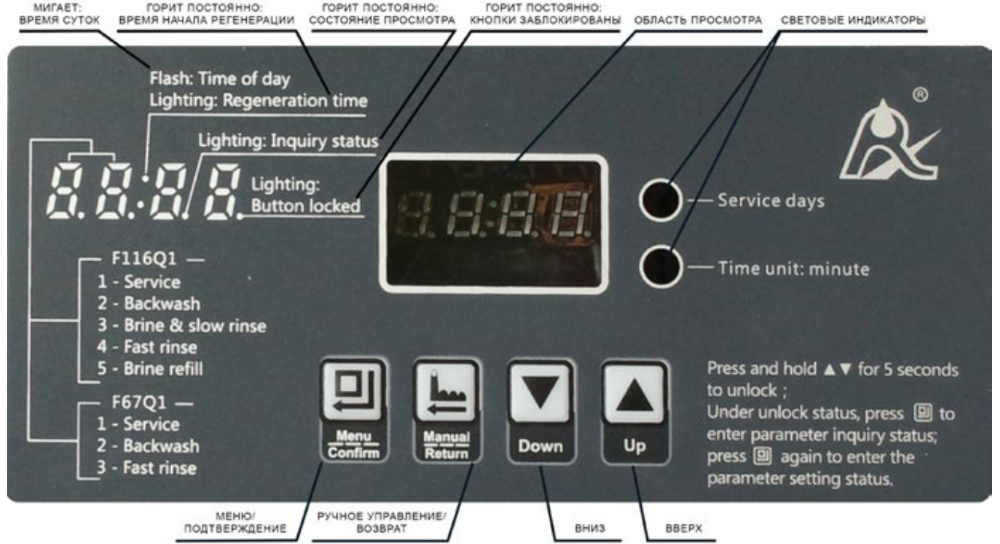 МИГАЕТ:
ВРЕМЯ СУТОК
ГОРИТ ПОСТОЯННО:
ВРЕМЯ НАЧАЛА РЕГЕНЕРАЦИИ
ГОРИТ ПОСТОЯННО:
СОСТОЯНИЕ ПРОСМОТРА
ГОРИТ ПОСТОЯННО:
КНОПКИ ЗАБЛОКИРОВАНЫ
ОБЛАСТЬ ПРОСМОТРА
СВЕТОВЫЕ ИНДИКАТОРЫ
Flash: Time of day
Lighting: Regeneration time
Lighting: Inquiry status
Lighting:
Button locked
8.8:8.8.
®
Service days
Time unit: minute
F116Q1
1 - Service
2 - Backwash
3 - Brine & slow rinse
4 - Fast rinse
5 - Brine refill
F67Q1
1 - Service
2 - Backwash
3 - Fast rinse
Menu
Confirm
Manual
Return
Down
Up
Press and hold ▲▼ for 5 seconds
to unlock ;
Under unlock status, press to
enter parameter inquiry status;
press again to enter the
parameter setting status.
МЕНЮ/
ПОДТВЕРЖДЕНИЕ
РУЧНОЕ УПРАВЛЕНИЕ/
ВОЗВРАТ
ВНИЗ
ВВЕРХ